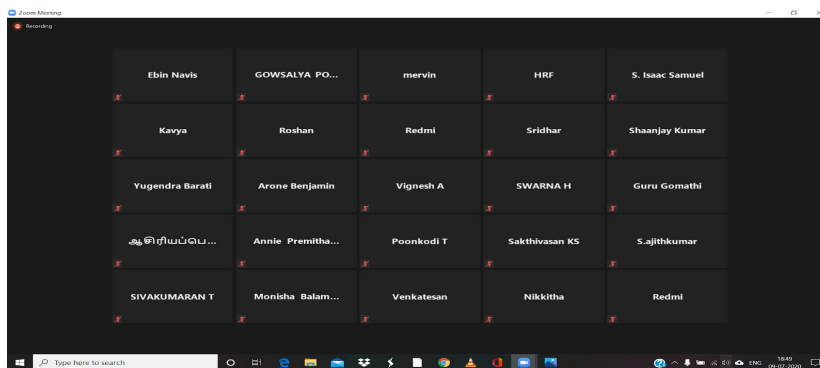 Zoom Meeting
Recording
Ebin Navis
GOWSALYA PO...
mervin
HRF
S. Isaac Samuel
Kavya
Roshan
Redmi
Sridhar
Shaanjay Kumar
Yugendra Barati
Arone Benjamin
Vignesh A
SWARNA H
Guru Gomathi
ஆசிரியப்பெ...
Annie Premitha...
Poonkodi T
Sakthivasan KS
S.ajithkumar
SIVAKUMARAN T
Monisha Balam...
Venkatesan
Nikkitha
Redmi
Type here to search
ENG
18:49
09-07-2020